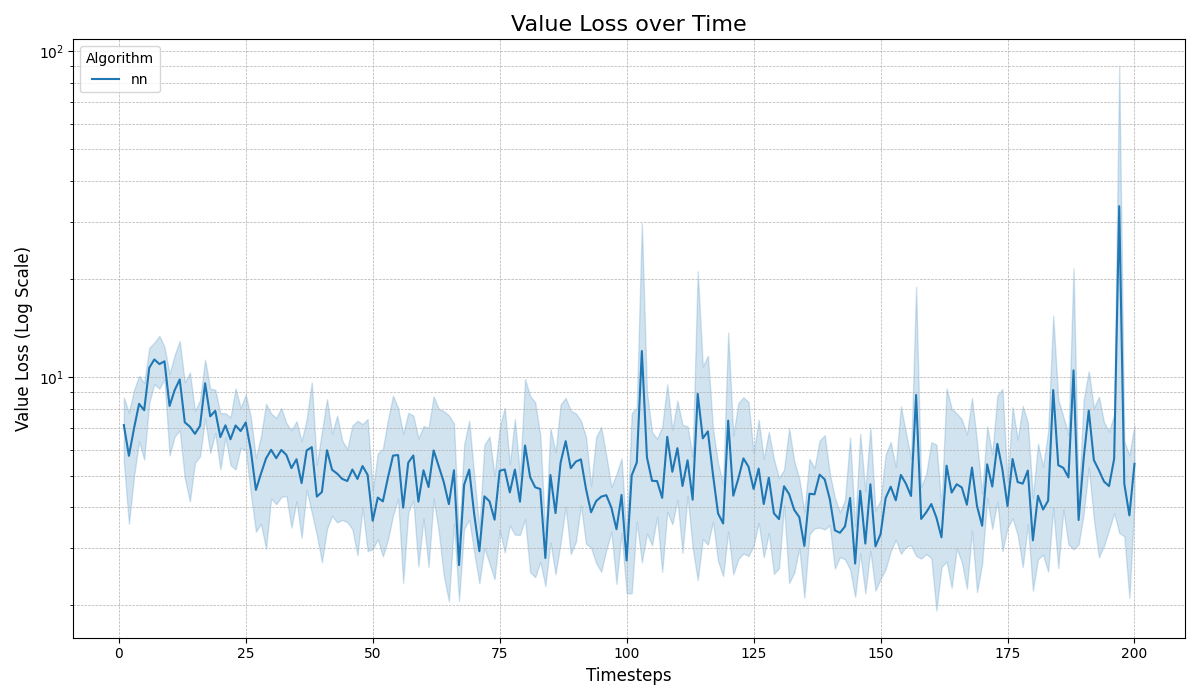 Value Loss over Time
Algorithm
nn
Value Loss (Log Scale)
10²
10¹
0 25 50 75 100 125 150 175 200
Timesteps